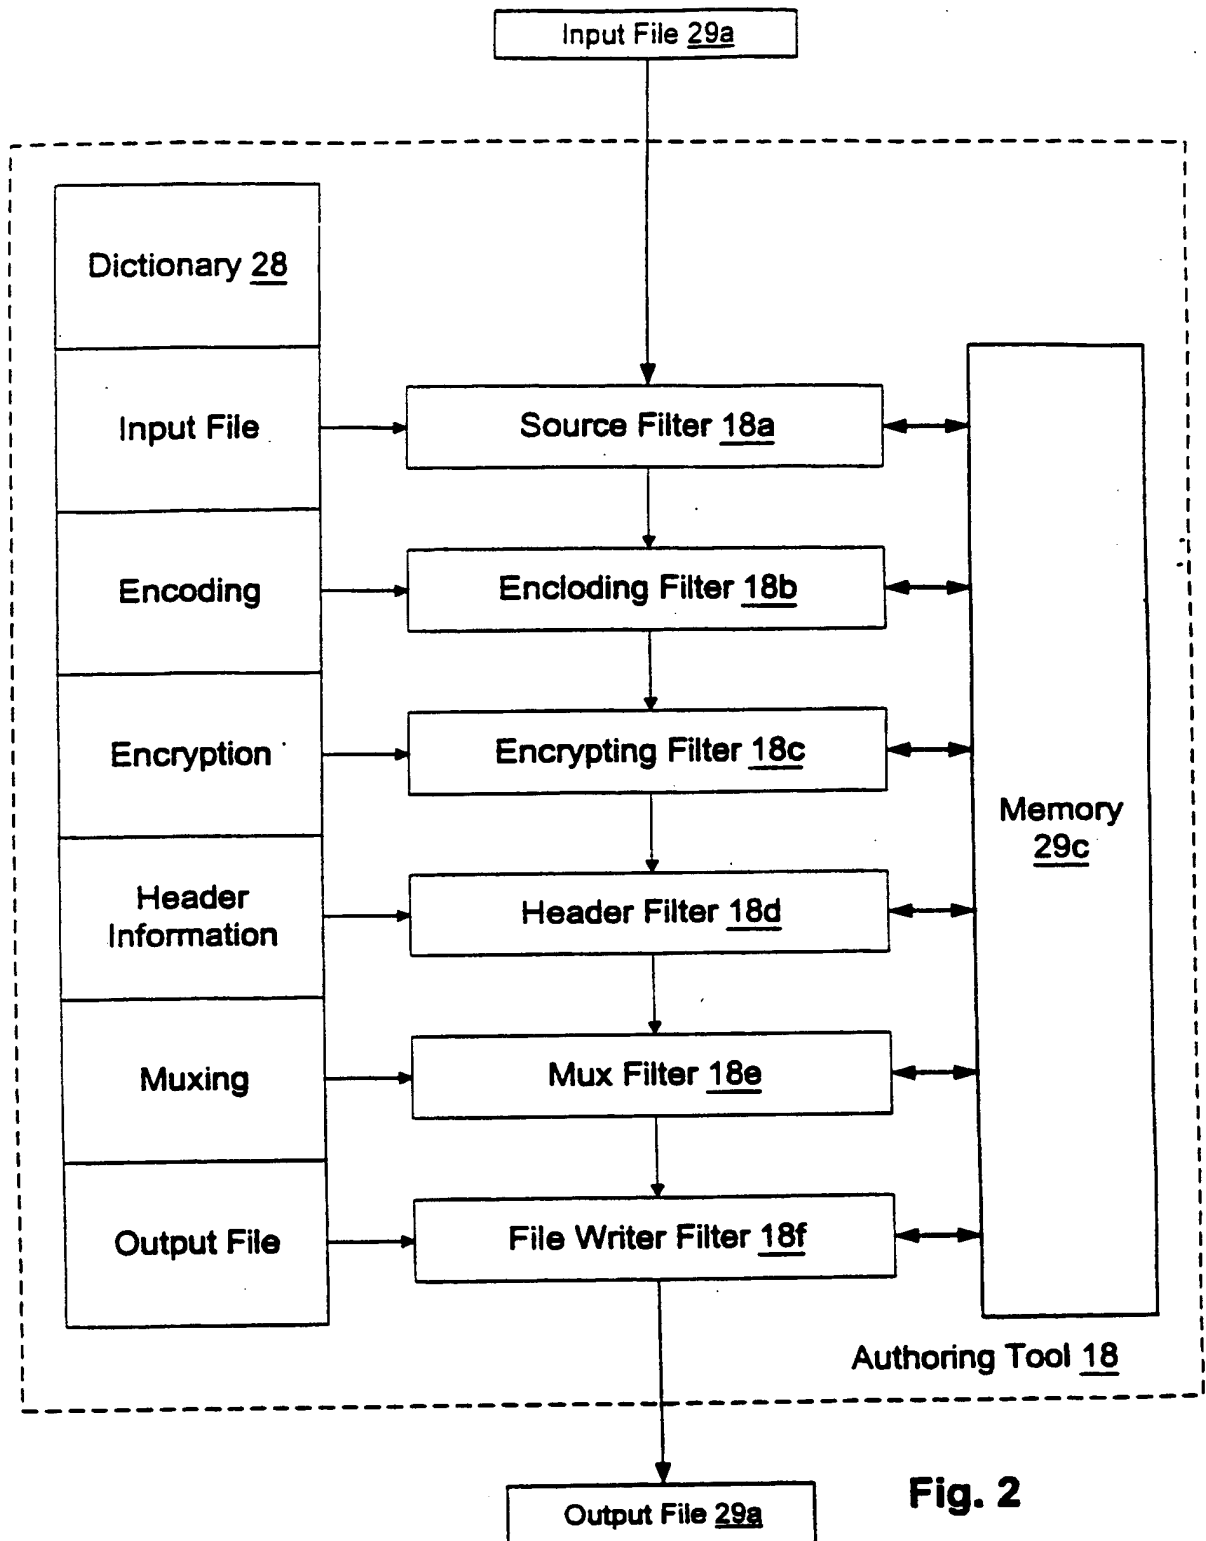 Input File 29a
Dictionary 28
Input File
Source Filter 18a
Encoding
Encloding Filter 18b
Encryption
Encrypting Filter 18c
Memory
29c
Header
Information
Header Filter 18d
Muxing
Mux Filter 18e
Output File
File Writer Filter 18f
Authoring Tool 18
Output File 29a
Fig. 2